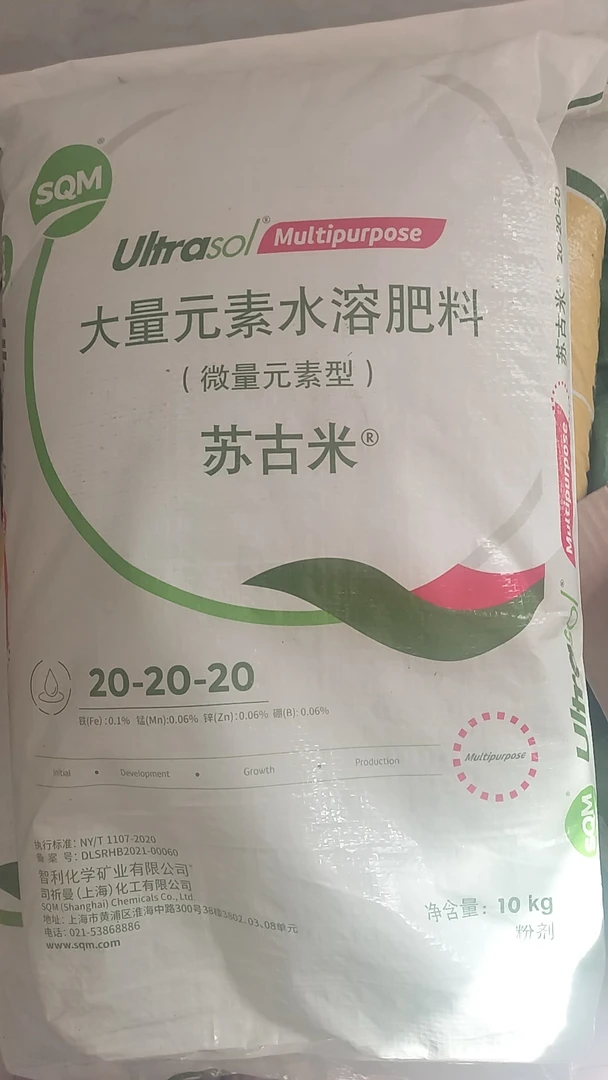 SQM
Ultrasol® Multipurpose
大量元素水溶肥料
(微量元素型)
苏古米®
20-20-20
铁(Fe):0.1% 锰(Mn):0.06% 锌(Zn):0.06% 硼(B): 0.06%
Initial • Development • Growth • Production
Multipurpose
执行标准: NY/T 1107-2020
备案号: DLSRHB2021-00060
智利化学矿业有限公司
司祈曼(上海)化工有限公司
SQM (Shanghai) Chemicals Co., Ltd
地址: 上海市黄浦区淮海中路300号38楼3802.03、08单元
电话: 021-53868886
www.sqm.com
净含量: 10 kg
粉剂
苏古米® 20-20-20
Multipurpose
Ultrasol®
SQM